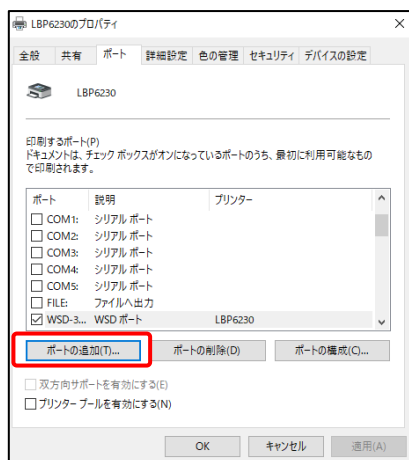 LBP6230のプロパティ
全般 共有 ポート 詳細設定 色の管理 セキュリティ デバイスの設定
LBP6230
印刷するポート(P)
ドキュメントは、チェック ボックスがオンになっているポートのうち、最初に利用可能なもの
で印刷されます。
ポート 説明 プリンター
COM1: シリアル ポート
COM2: シリアル ポート
COM3: シリアル ポート
COM4: シリアル ポート
COM5: シリアル ポート
FILE: ファイルへ出力
WSD-3... WSD ポート LBP6230
ポートの追加(T)... ポートの削除(D) ポートの構成(C)...
双方向サポートを有効にする(E)
プリンター プールを有効にする(N)
OK キャンセル 適用(A)